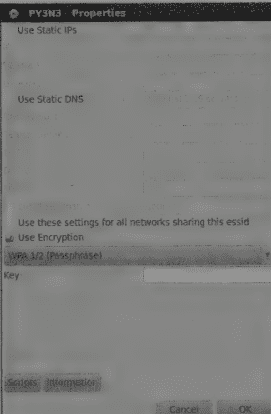 PY3N3 Properties
Use Static IPs
Use Static DNS
Use these settings for all networks sharing this essid
Use Encryption
WPA 1/2 (Passphrase)
Key
Scripts Information
Cancel OK